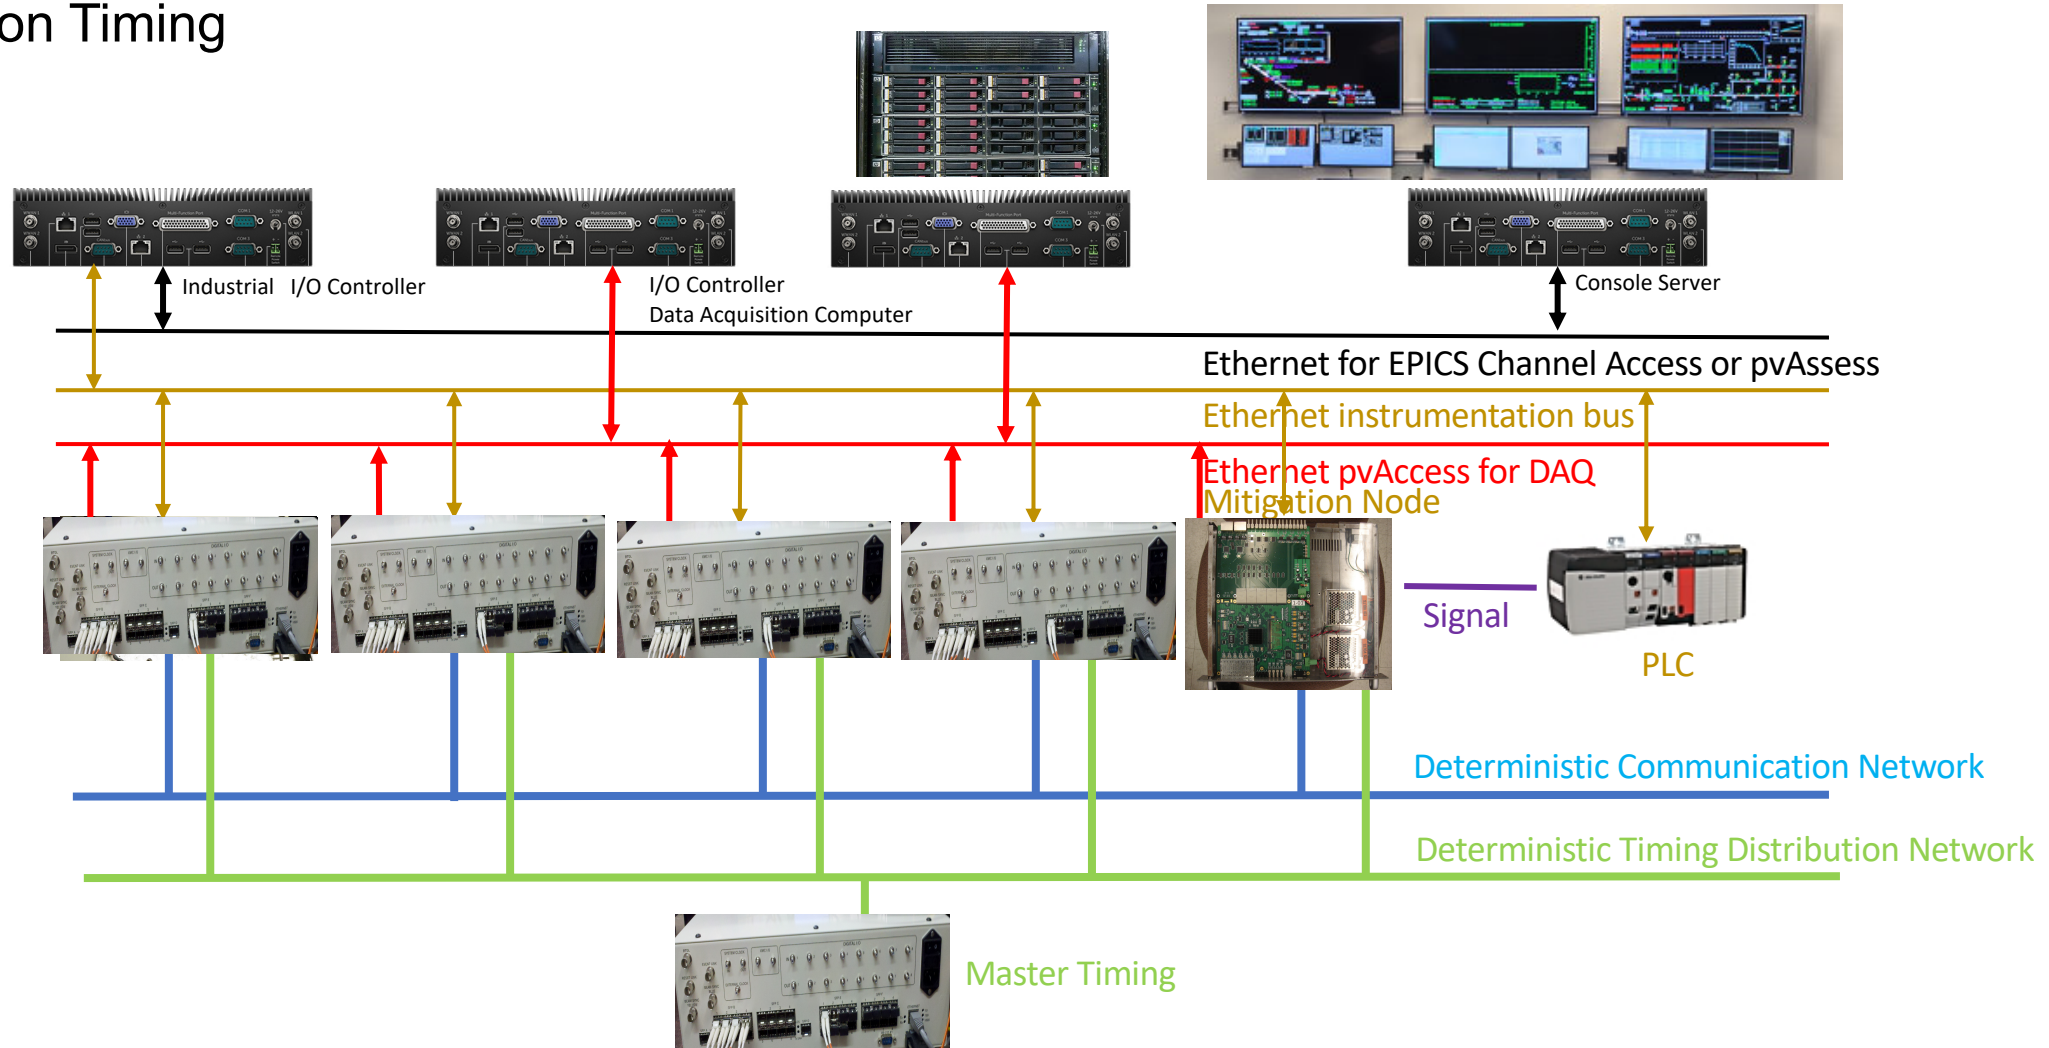 on Timing
Industrial I/O Controller
I/O Controller
Data Acquisition Computer
Console Server
Ethernet for EPICS Channel Access or pvAssess
Ethernet instrumentation bus
Ethernet pvAccess for DAQ
Mitigation Node
Signal
PLC
Deterministic Communication Network
Deterministic Timing Distribution Network
Master Timing